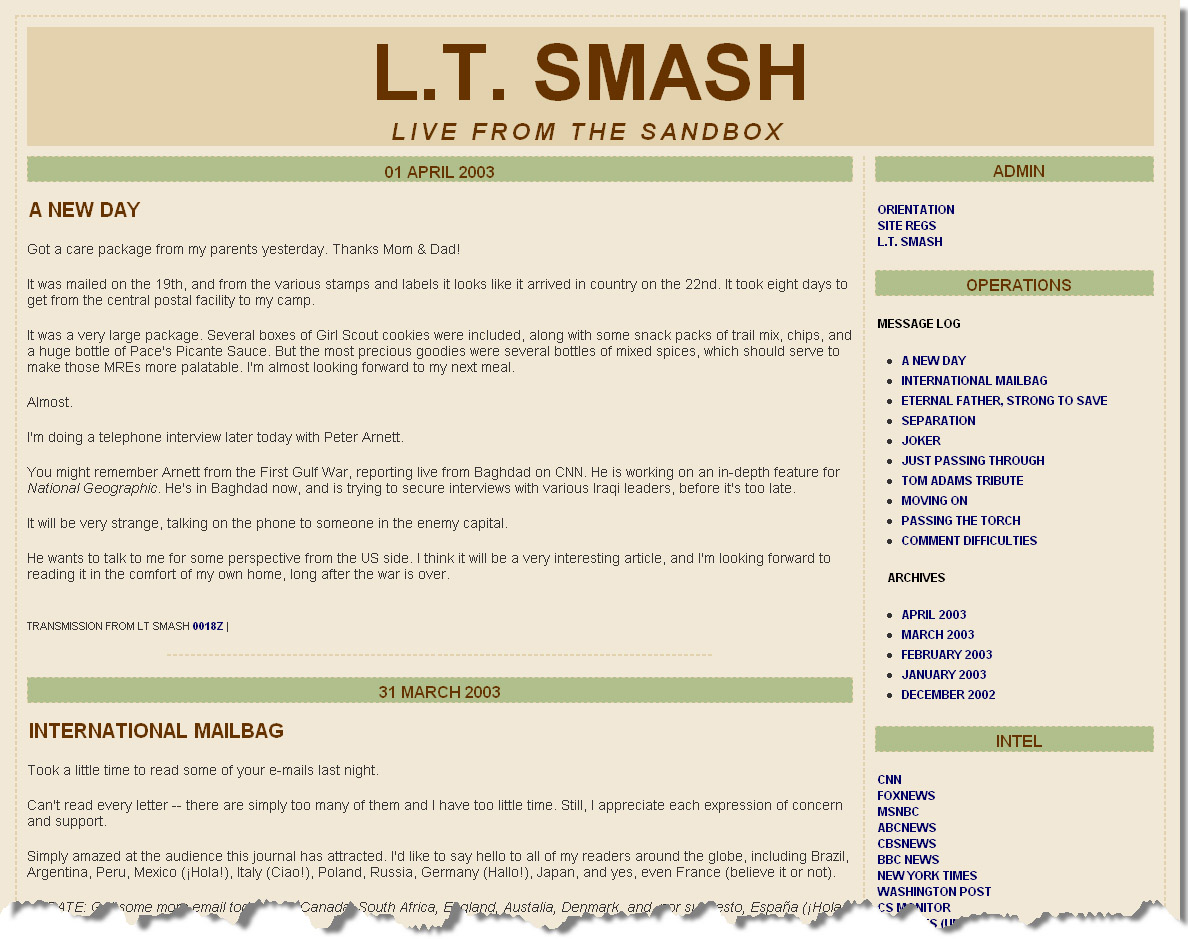 L.T. SMASH
LIVE FROM THE SANDBOX
01 APRIL 2003
A NEW DAY
Got a care package from my parents yesterday. Thanks Mom & Dad!
It was mailed on the 19th, and from the various stamps and labels it looks like it arrived in country on the 22nd. It took eight days to
get from the central postal facility to my camp.
It was a very large package. Several boxes of Girl Scout cookies were included, along with some snack packs of trail mix, chips, and
a huge bottle of Pace's Picante Sauce. But the most precious goodies were several bottles of mixed spices, which should serve to
make those MREs more palatable. I'm almost looking forward to my next meal.
Almost.
I'm doing a telephone interview later today with Peter Arnett.
You might remember Arnett from the First Gulf War, reporting live from Baghdad on CNN. He is working on an in-depth feature for
National Geographic. He's in Baghdad now, and is trying to secure interviews with various Iraqi leaders, before it's too late.
It will be very strange, talking on the phone to someone in the enemy capital.
He wants to talk to me for some perspective from the US side. I think it will be a very interesting article, and I'm looking forward to
reading it in the comfort of my own home, long after the war is over.
TRANSMISSION FROM LT SMASH 0018Z |
31 MARCH 2003
INTERNATIONAL MAILBAG
Took a little time to read some of your e-mails last night.
Can't read every letter -- there are simply too many of them and I have too little time. Still, I appreciate each expression of concern
and support.
Simply amazed at the audience this journal has attracted. I'd like to say hello to all of my readers around the globe, including Brazil,
Argentina, Peru, Mexico (¡Hola!), Italy (Ciao!), Poland, Russia, Germany (Hallo!), Japan, and yes, even France (believe it or not).
some more email Canada, South Africa, England, Austalia, Denmark, and, España (¡Hola
ADMIN
ORIENTATION
SITE REGS
L.T. SMASH
OPERATIONS
MESSAGE LOG
A NEW DAY
INTERNATIONAL MAILBAG
ETERNAL FATHER, STRONG TO SAVE
SEPARATION
JOKER
JUST PASSING THROUGH
TOM ADAMS TRIBUTE
MOVING ON
PASSING THE TORCH
COMMENT DIFFICULTIES
ARCHIVES
APRIL 2003
MARCH 2003
FEBRUARY 2003
JANUARY 2003
DECEMBER 2002
INTEL
CNN
FOXNEWS
MSNBC
ABCNEWS
CBSNEWS
BBC NEWS
NEW YORK TIMES
WASHINGTON POST
CS MONITOR